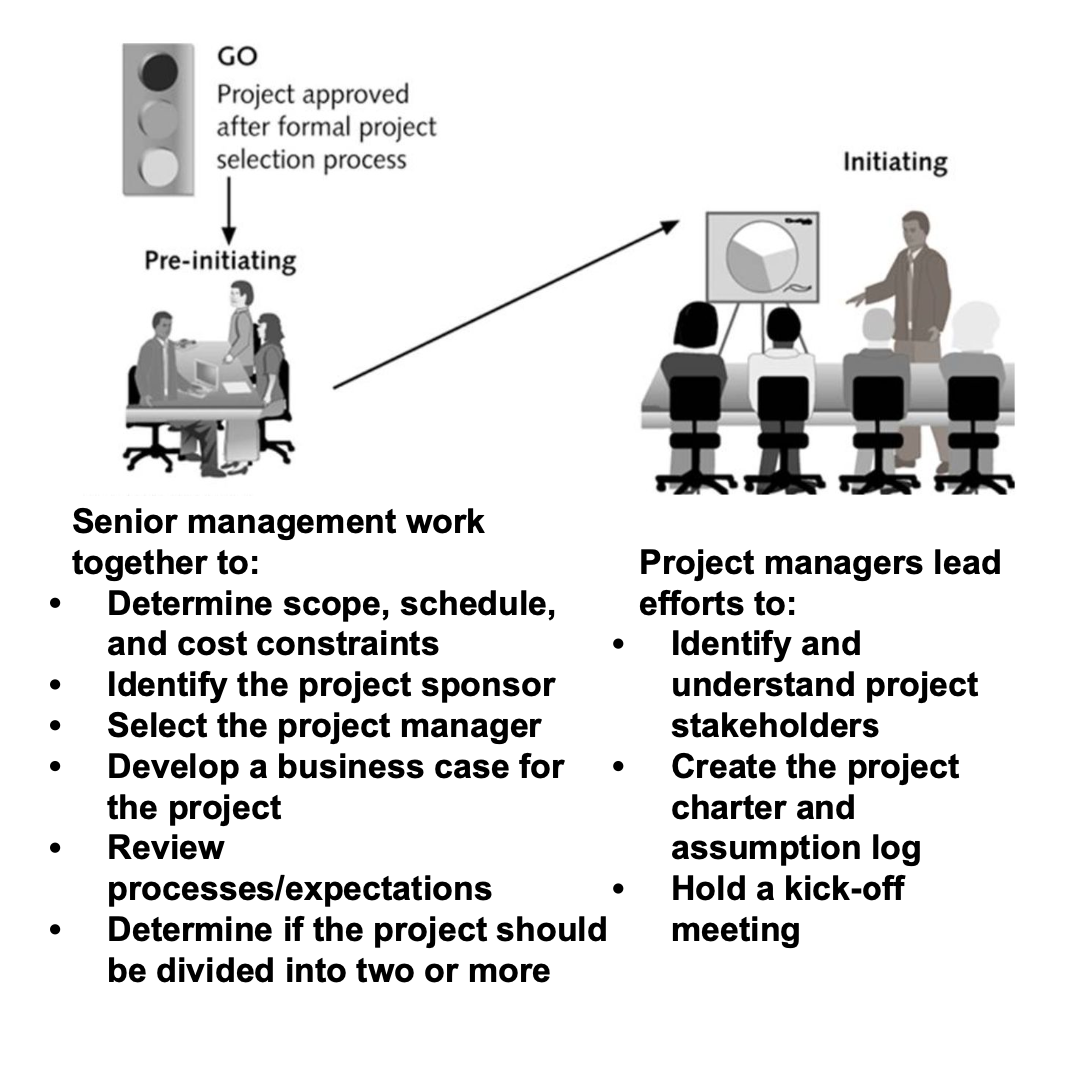 GO
Project approved
after formal project
selection process
Pre-initiating
Initiating
Senior management work
together to:
• Determine scope, schedule,
and cost constraints
• Identify the project sponsor
• Select the project manager
• Develop a business case for
the project
• Review
processes/expectations
• Determine if the project should
be divided into two or more
Project managers lead
efforts to:
• Identify and
understand project
stakeholders
• Create the project
charter and
assumption log
• Hold a kick-off
meeting